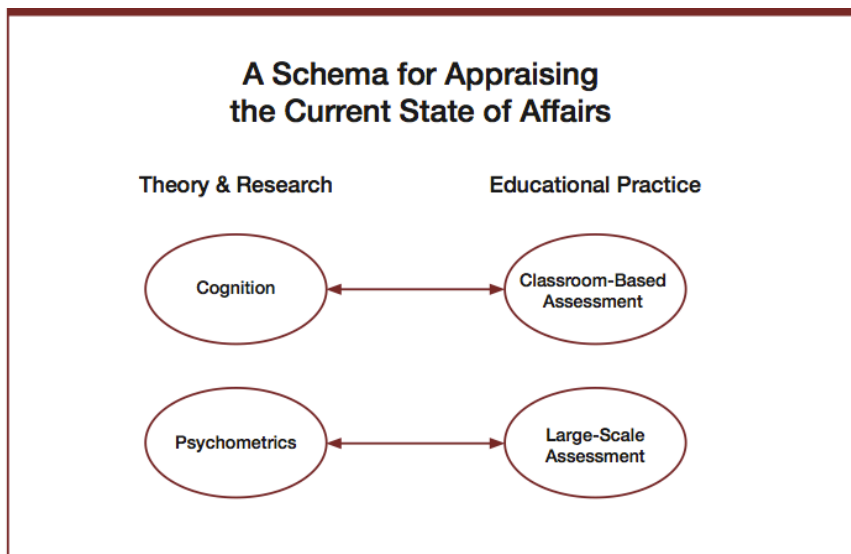 A Schema for Appraising
the Current State of Affairs
Theory & Research
Educational Practice
Cognition
Classroom-Based
Assessment
Psychometrics
Large-Scale
Assessment